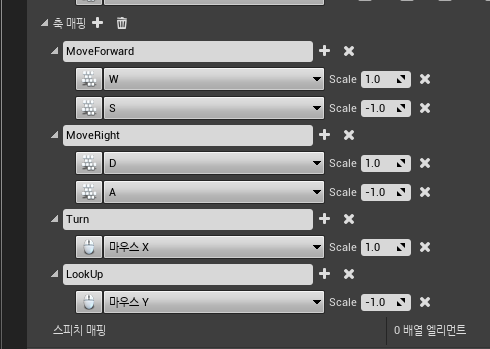 축 매핑
MoveForward
W Scale 1.0
S Scale -1.0
MoveRight
D Scale 1.0
A Scale -1.0
Turn
마우스 X Scale 1.0
LookUp
마우스 Y Scale -1.0
스피치 매핑 0 배열 엘리먼트